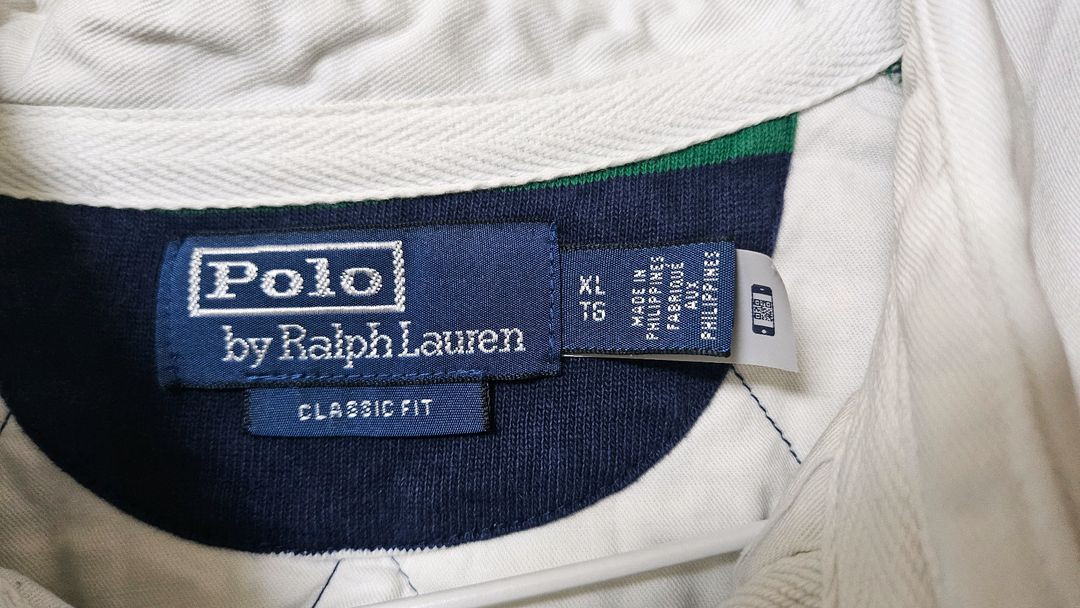 Polo
by Ralph Lauren
CLASSIC FIT
XL
TG
MADE IN
PHILIPPINES
FABRIQUÉ
AUX
PHILIPPINES